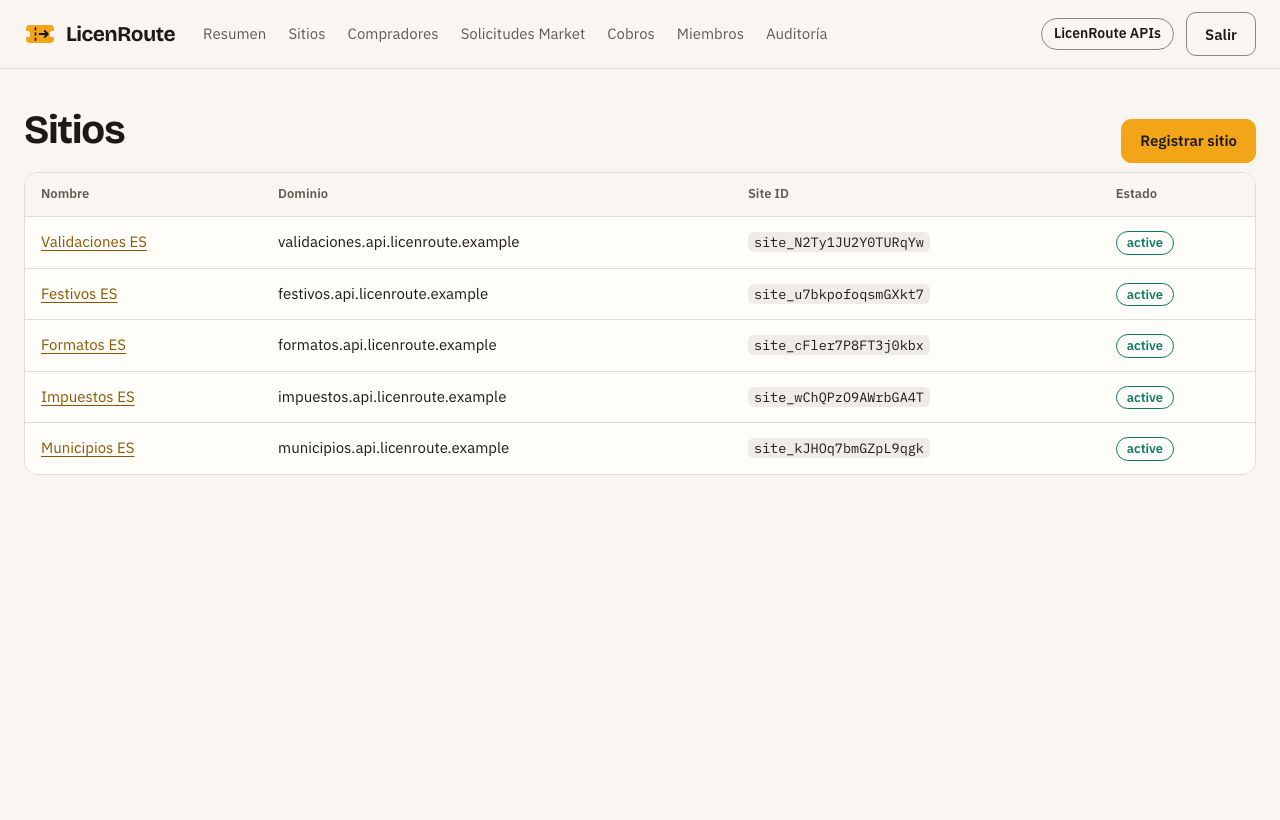 LicenRoute Resumen Sitios Compradores Solicitudes Market Cobros Miembros Auditoría LicenRoute APIs Salir
Sitios
Registrar sitio
Nombre Dominio Site ID Estado
Validaciones ES validaciones.api.licenroute.example site_N2Ty1JU2Y0TURqYw active
Festivos ES festivos.api.licenroute.example site_u7bkpofoqsmGXkt7 active
Formatos ES formatos.api.licenroute.example site_cFler7P8FT3j0kbx active
Impuestos ES impuestos.api.licenroute.example site_wChQPzO9AWrbGA4T active
Municipios ES municipios.api.licenroute.example site_kJHOq7bmGZpL9qgk active